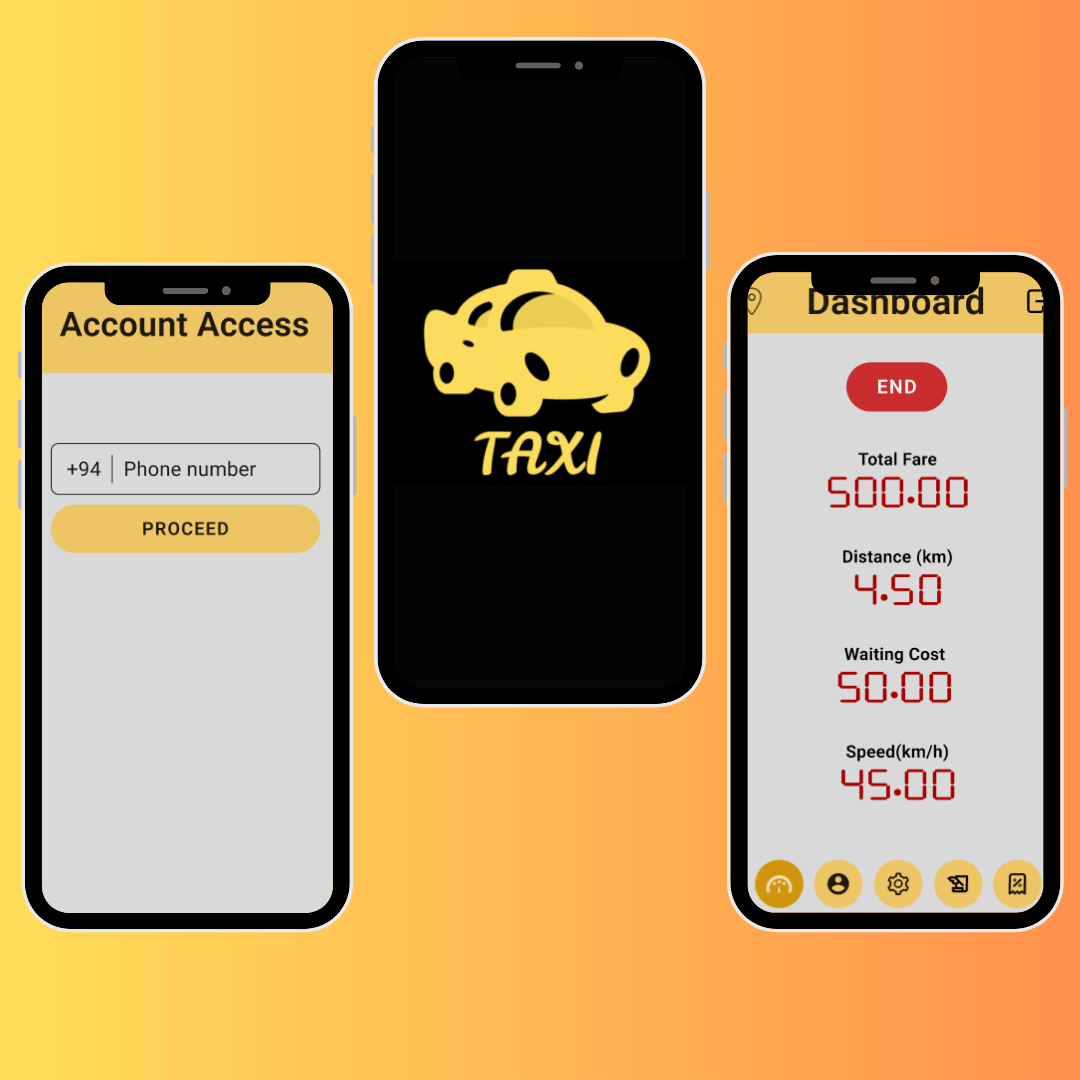 Account Access
+94 Phone number
PROCEED
TAXI
Dashboard
END
Total Fare
500.00
Distance (km)
4.50
Waiting Cost
50.00
Speed(km/h)
45.00